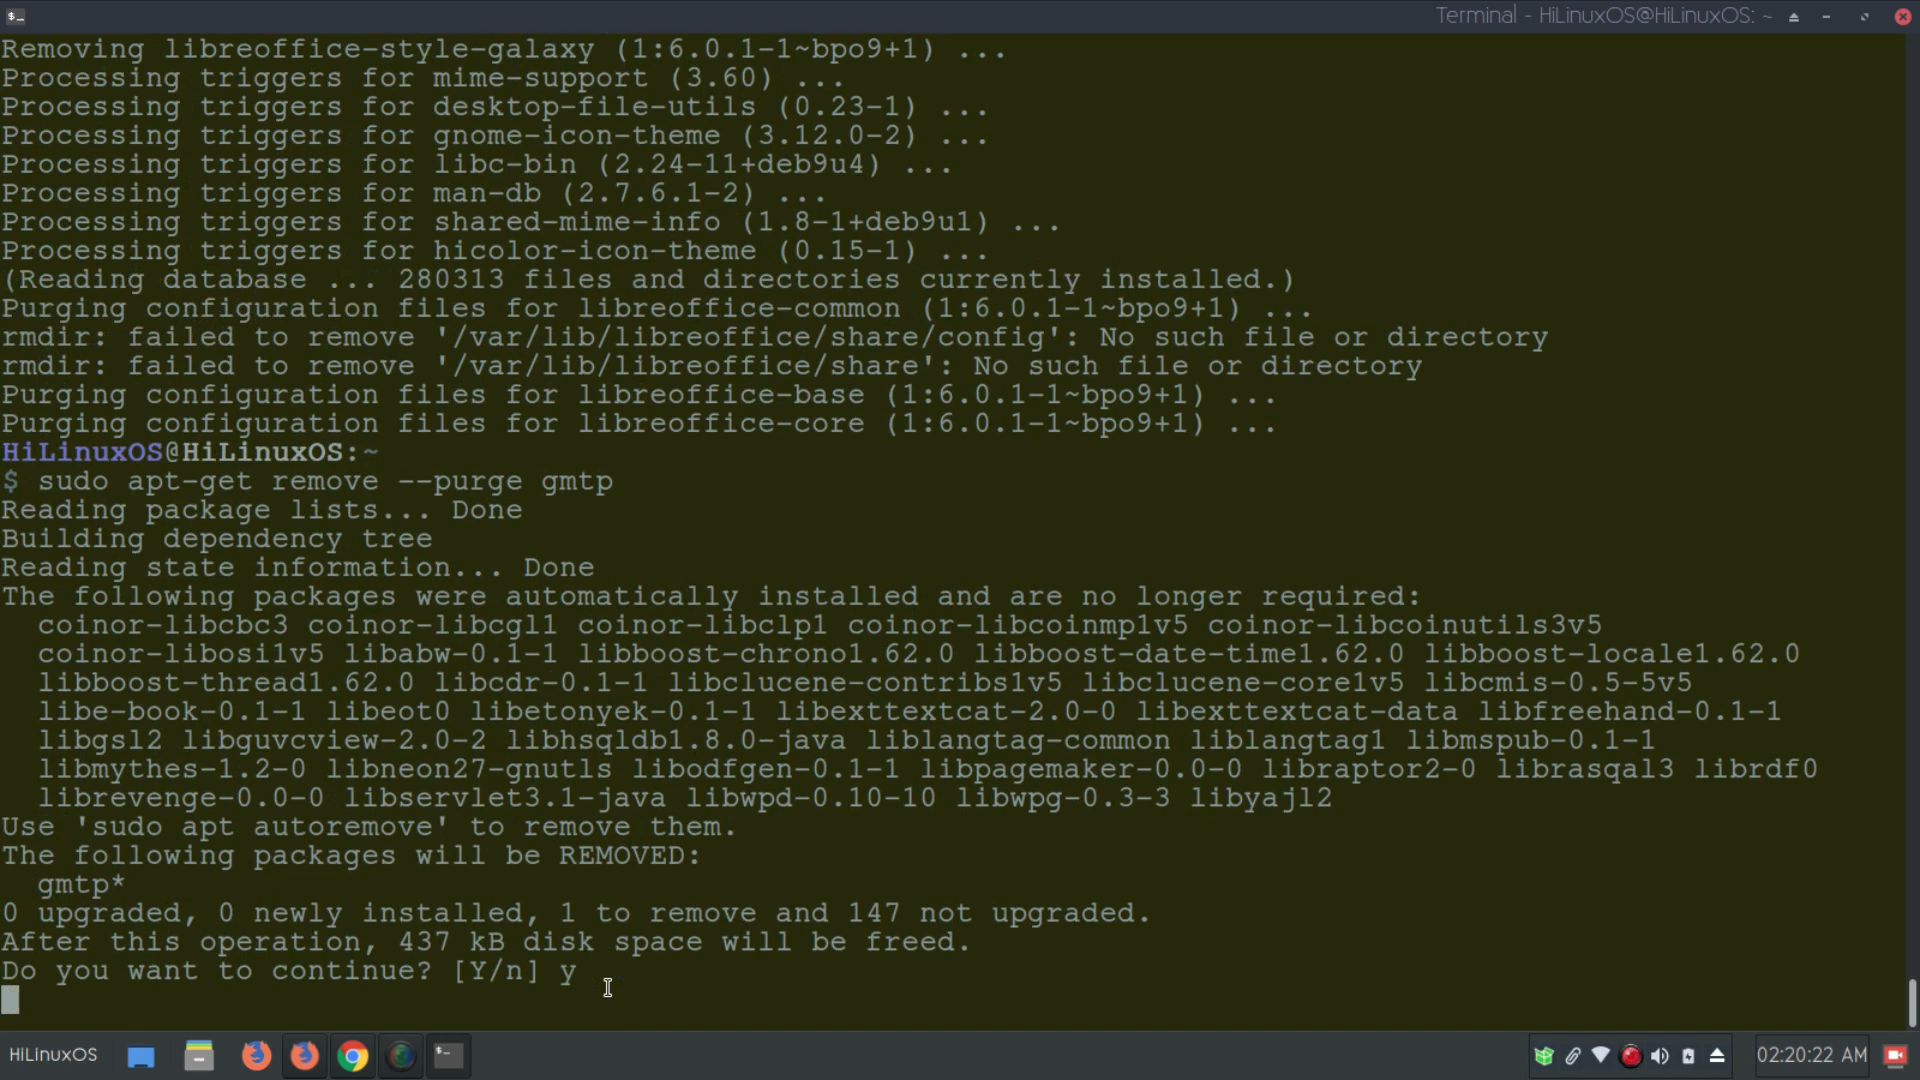 Terminal - HiLinuxOS@HiLinuxOS: ~
Removing libreoffice-style-galaxy (1:6.0.1-1~bpo9+1) ...
Processing triggers for mime-support (3.60) ...
Processing triggers for desktop-file-utils (0.23-1) ...
Processing triggers for gnome-icon-theme (3.12.0-2) ...
Processing triggers for libc-bin (2.24-11+deb9u4) ...
Processing triggers for man-db (2.7.6.1-2) ...
Processing triggers for shared-mime-info (1.8-1+deb9u1) ...
Processing triggers for hicolor-icon-theme (0.15-1) ...
(Reading database ... 280313 files and directories currently installed.)
Purging configuration files for libreoffice-common (1:6.0.1-1~bpo9+1) ...
rmdir: failed to remove '/var/lib/libreoffice/share/config': No such file or directory
rmdir: failed to remove '/var/lib/libreoffice/share': No such file or directory
Purging configuration files for libreoffice-base (1:6.0.1-1~bpo9+1) ...
Purging configuration files for libreoffice-core (1:6.0.1-1~bpo9+1) ...
HiLinuxOS@HiLinuxOS:~
$ sudo apt-get remove --purge gmtp
Reading package lists... Done
Building dependency tree
Reading state information... Done
The following packages were automatically installed and are no longer required:
coinor-libcbc3 coinor-libcgl1 coinor-libclp1 coinor-libcoinmp1v5 coinor-libcoinutils3v5
coinor-libosi1v5 libabw-0.1-1 libboost-chrono1.62.0 libboost-date-time1.62.0 libboost-locale1.62.0
libboost-thread1.62.0 libcdr-0.1-1 libclucene-contribs1v5 libclucene-core1v5 libcmis-0.5-5v5
libe-book-0.1-1 libeot0 libetonyek-0.1-1 libexttextcat-2.0-0 libexttextcat-data libfreehand-0.1-1
libgsl2 libguvcview-2.0-2 libhsqldb1.8.0-java liblangtag-common liblangtag1 libmspub-0.1-1
libmythes-1.2-0 libneon27-gnutls libodfgen-0.1-1 libpagemaker-0.0-0 libraptor2-0 librasqal3 librdf0
librevenge-0.0-0 libservlet3.1-java libwpd-0.10-10 libwpg-0.3-3 libyajl2
Use 'sudo apt autoremove' to remove them.
The following packages will be REMOVED:
gmtp*
0 upgraded, 0 newly installed, 1 to remove and 147 not upgraded.
After this operation, 437 kB disk space will be freed.
Do you want to continue? [Y/n] y
HiLinuxOS
02:20:22 AM